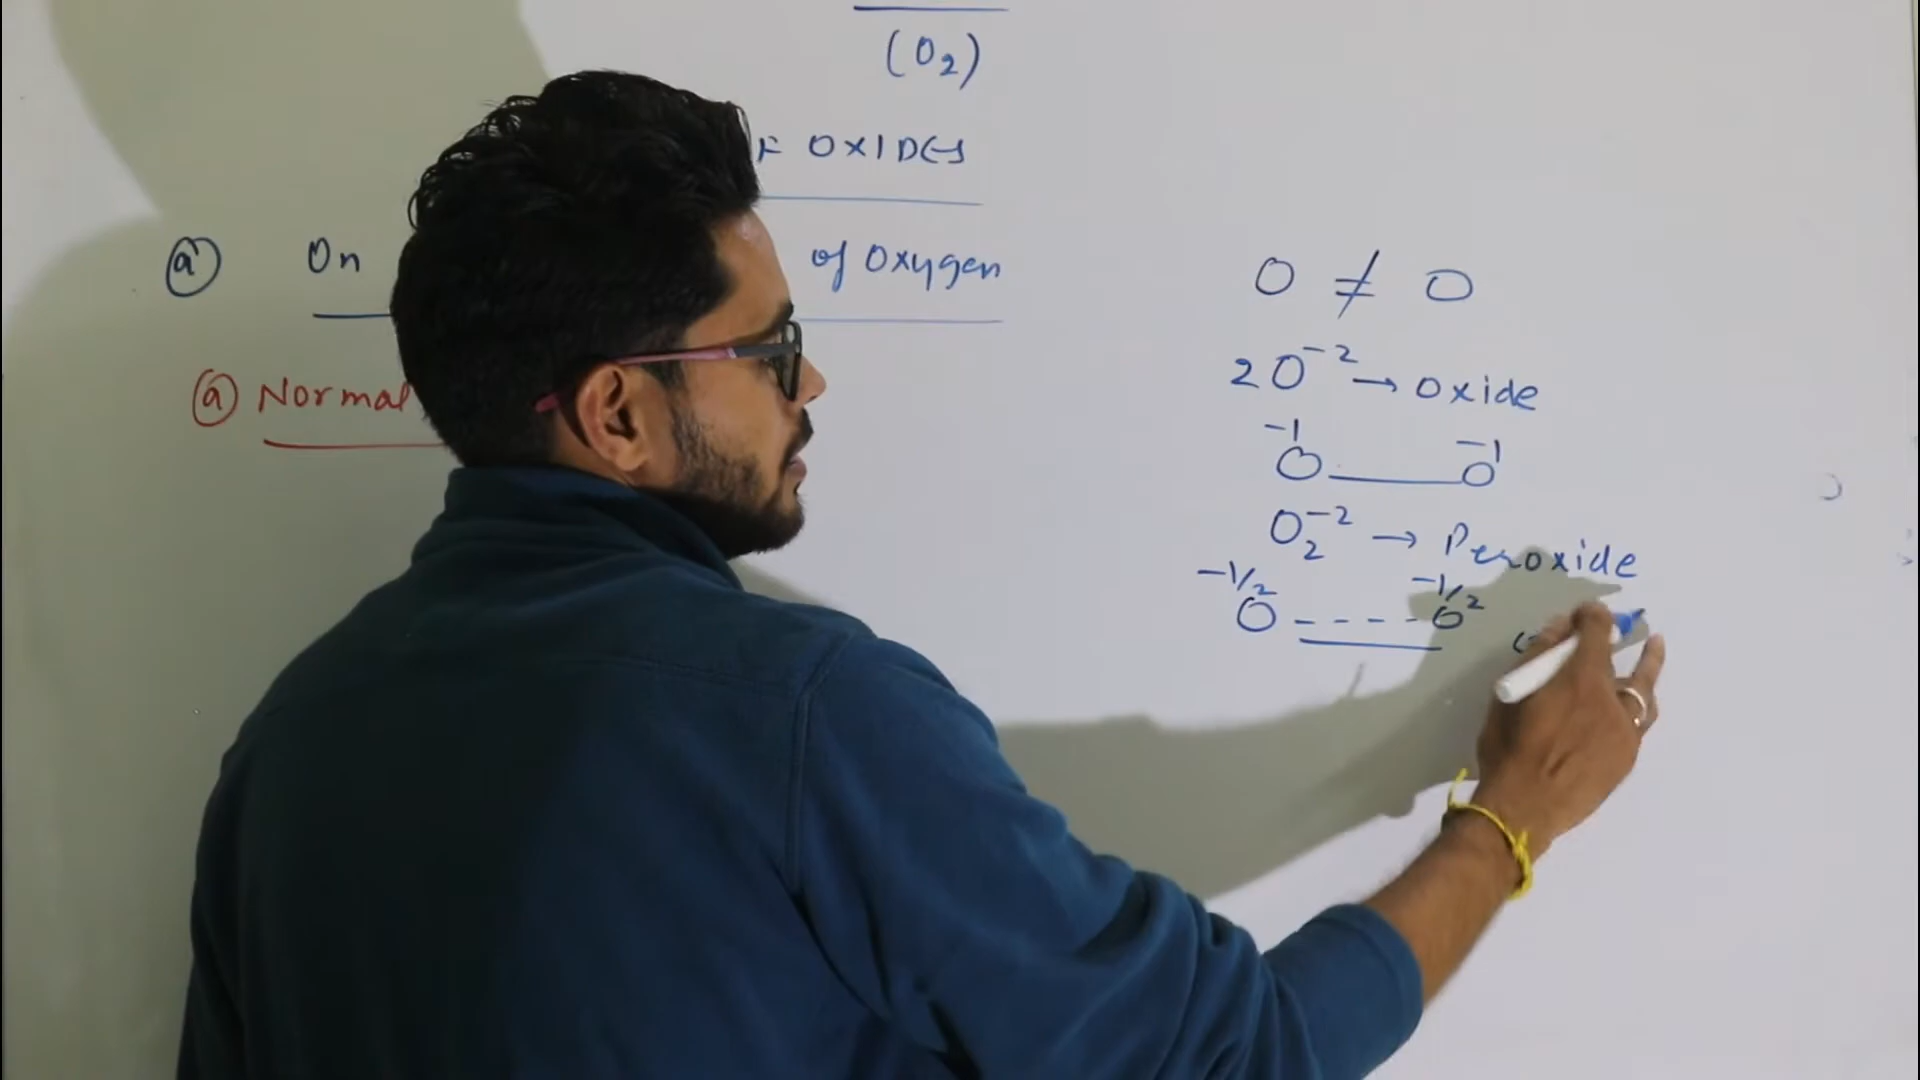 (O₂)
OXIDES
(a) On of Oxygen
(a) Normal
O ≠ O
2O⁻² → Oxide
-1 -1
O — O
O₂⁻² → Peroxide
-1/2 -1/2
O - - - - O